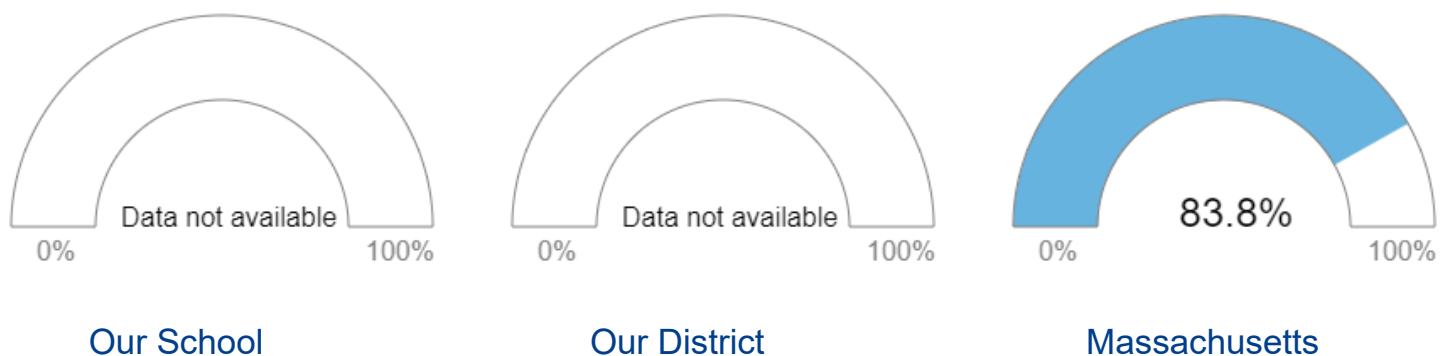 Data not available
0% 100%
Our School
Data not available
0% 100%
Our District
83.8%
0% 100%
Massachusetts